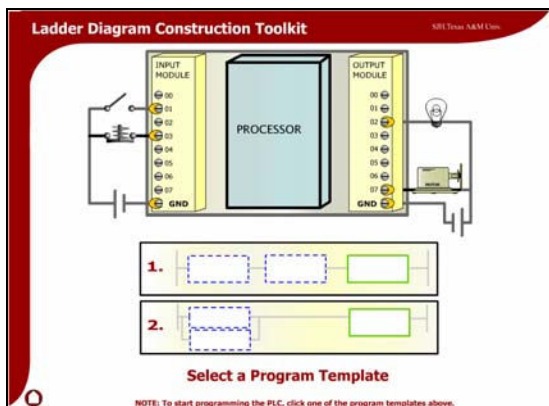 Ladder Diagram Construction Toolkit
SJH,Texas A&M Univ.
INPUT
MODULE
00
01
02
03
04
05
06
07
GND
PROCESSOR
OUTPUT
MODULE
00
01
02
03
04
05
06
07
GND
MOTOR
1.
2.
Select a Program Template
NOTE: To start programming the PLC, click one of the program templates above.